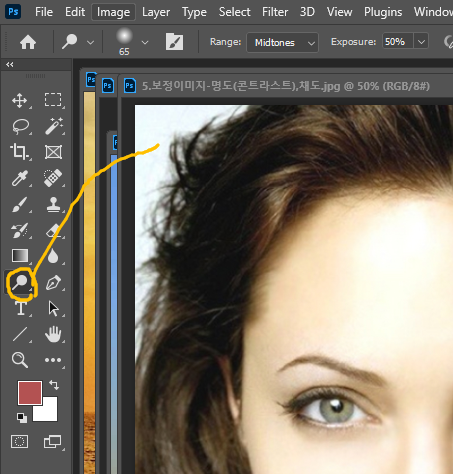 Ps File Edit Image Layer Type Select Filter 3D View Plugins Window
65 Range: Midtones Exposure: 50%
Ps Ps 5.보정이미지-명도(콘트라스트),채도.jpg @ 50% (RGB/8#)
Ps
T